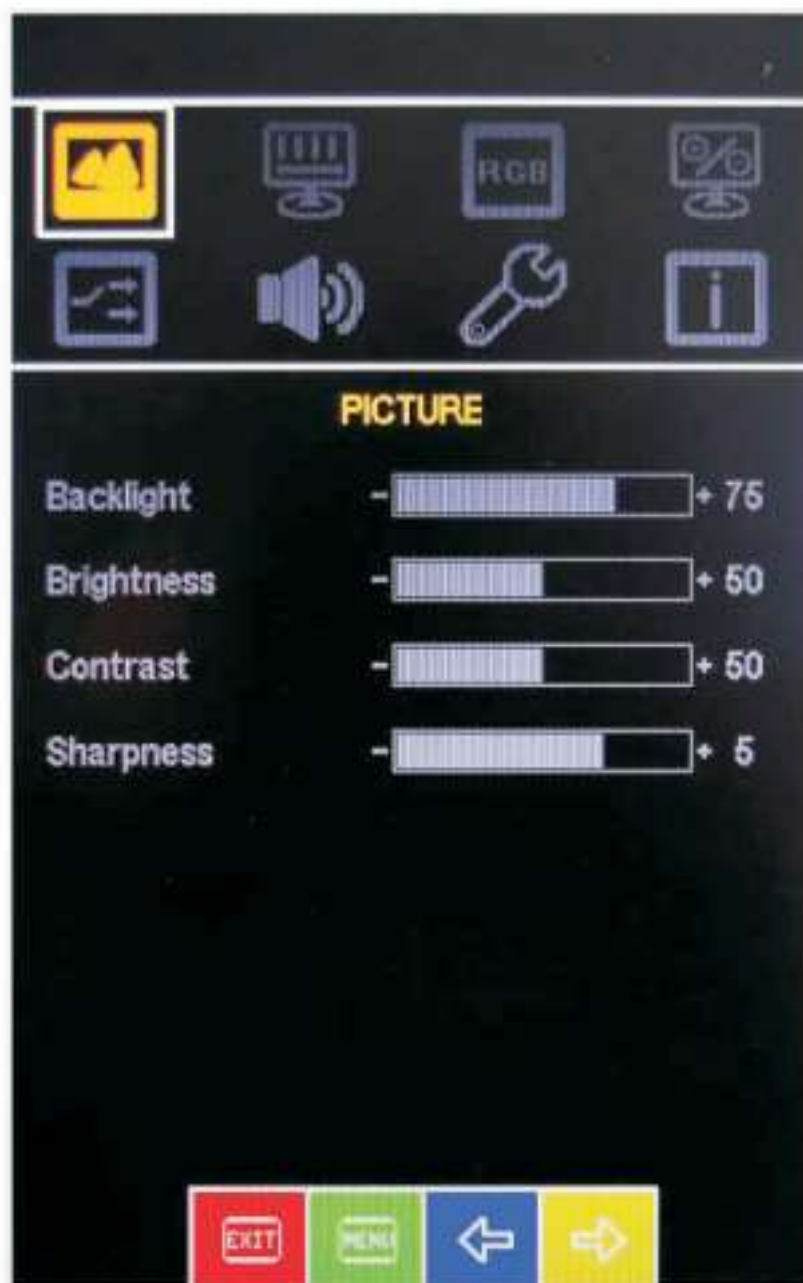 RGB
PICTURE
Backlight - + 75
Brightness - + 50
Contrast - + 50
Sharpness - + 5
EXIT MENU